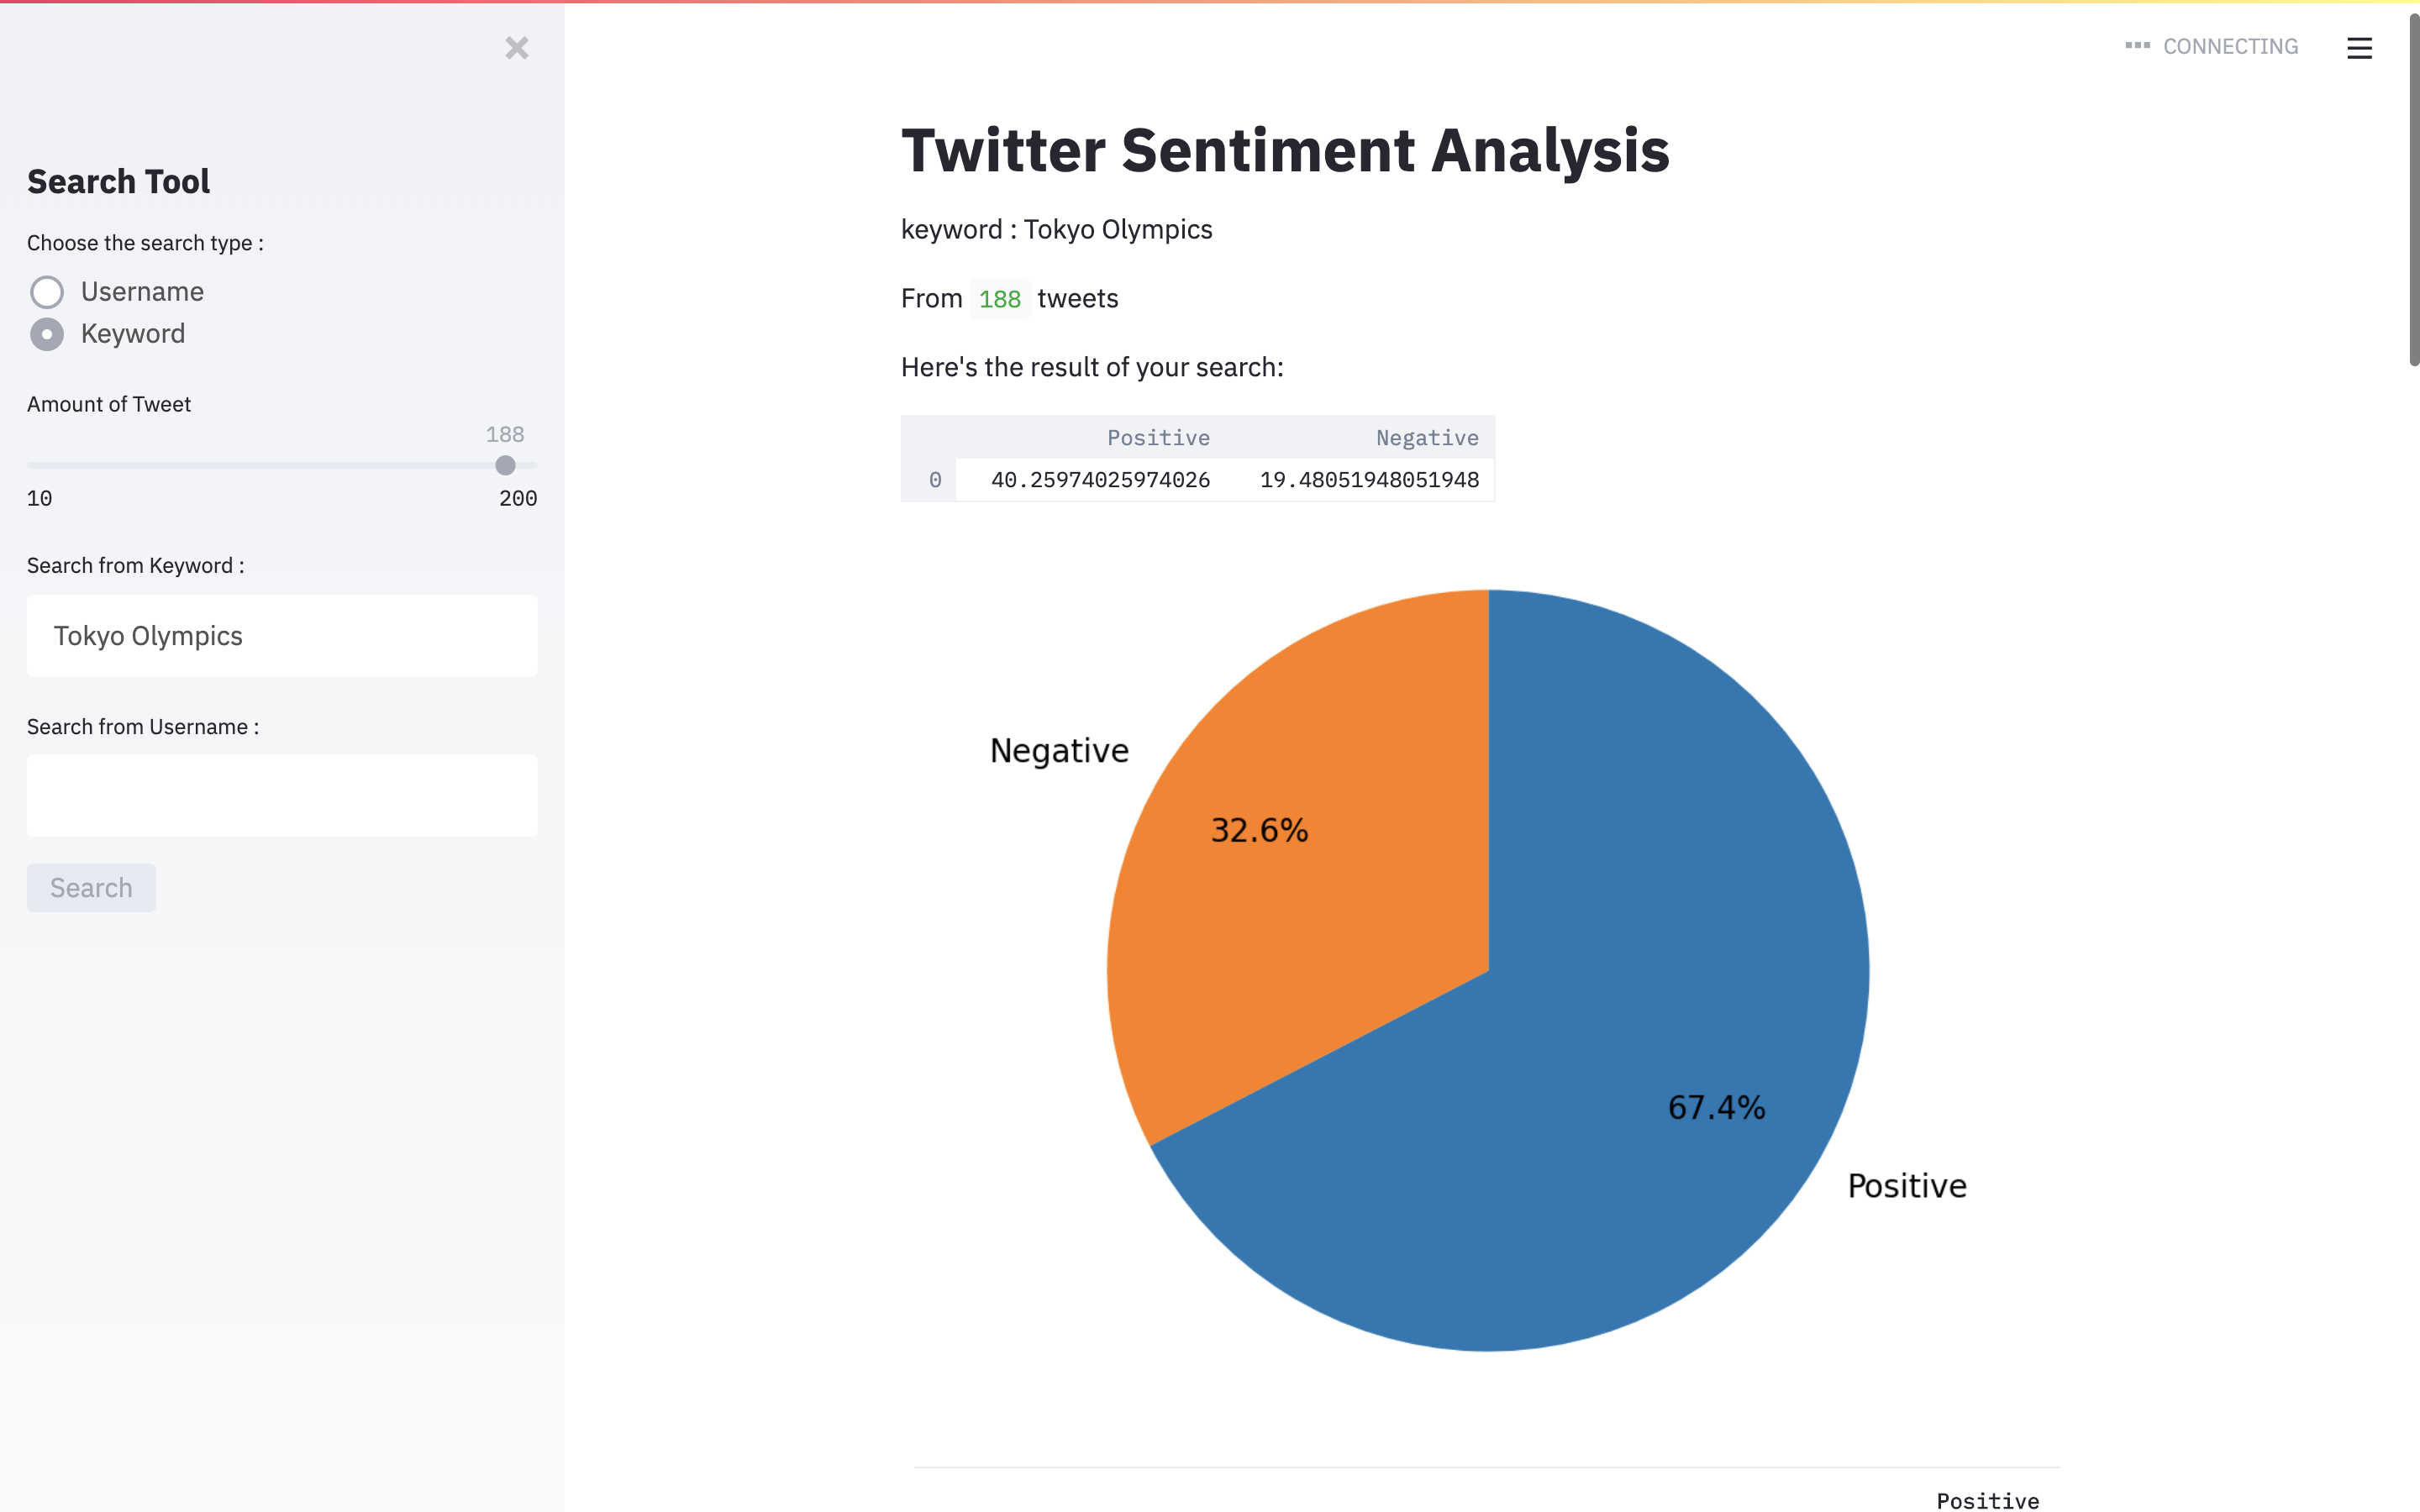 CONNECTING
Search Tool
Choose the search type :
Username
Keyword
Amount of Tweet
188
10 200
Search from Keyword :
Tokyo Olympics
Search from Username :
Search
Twitter Sentiment Analysis
keyword : Tokyo Olympics
From 188 tweets
Here's the result of your search:
Positive Negative
0 40.25974025974026 19.48051948051948
Negative
32.6%
67.4%
Positive
Positive